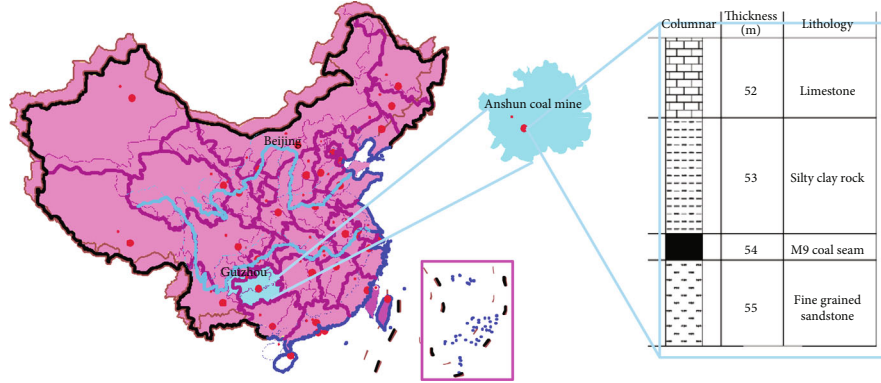 Beijing
Gutzhou
Anshun coal mine
Columnar
Thickness
(m)
Lithology
52
Limestone
53
Silty clay rock
54
M9 coal seam
55
Fine grained
sandstone